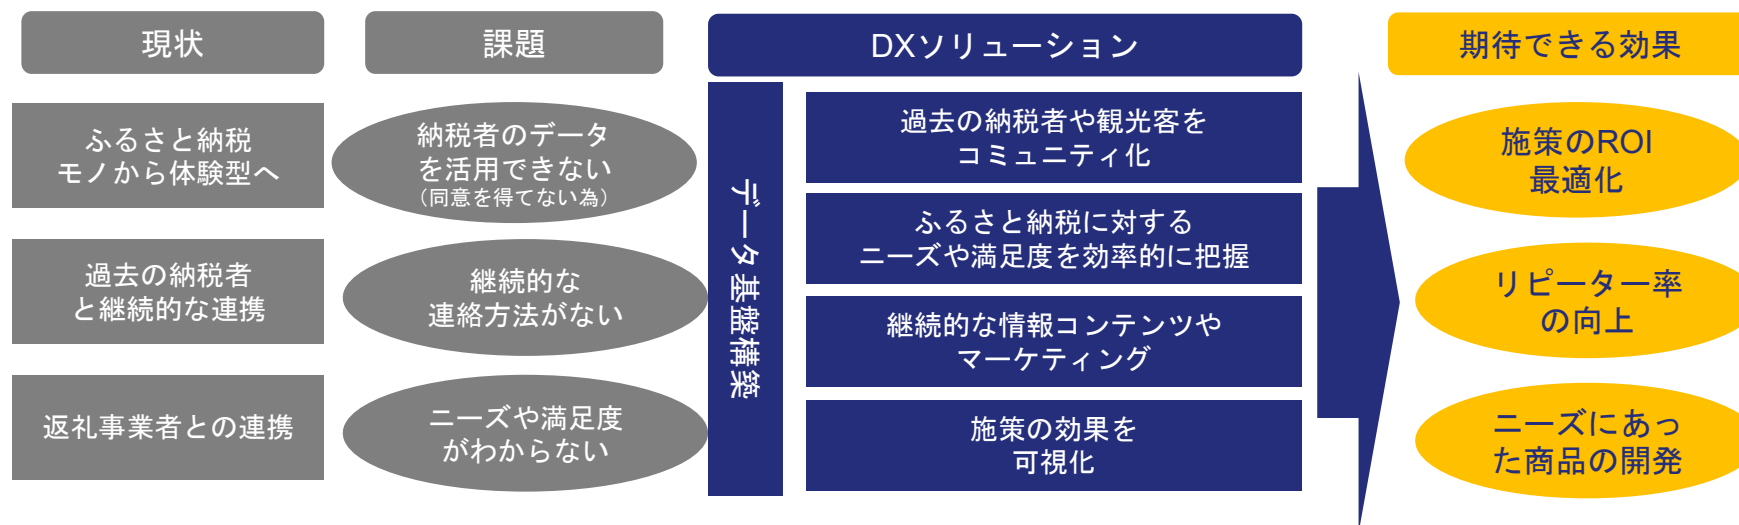 現状
ふるさと納税
モノから体験型へ
過去の納税者
と継続的な連携
返礼事業者との連携
課題
納税者のデータ
を活用できない
（同意を得てない為）
継続的な
連絡方法がない
ニーズや満足度
がわからない
DXソリューション
データ基盤構築
過去の納税者や観光客を
コミュニティ化
ふるさと納税に対する
ニーズや満足度を効率的に把握
継続的な情報コンテンツや
マーケティング
施策の効果を
可視化
期待できる効果
施策のROI
最適化
リピーター率
の向上
ニーズにあっ
た商品の開発